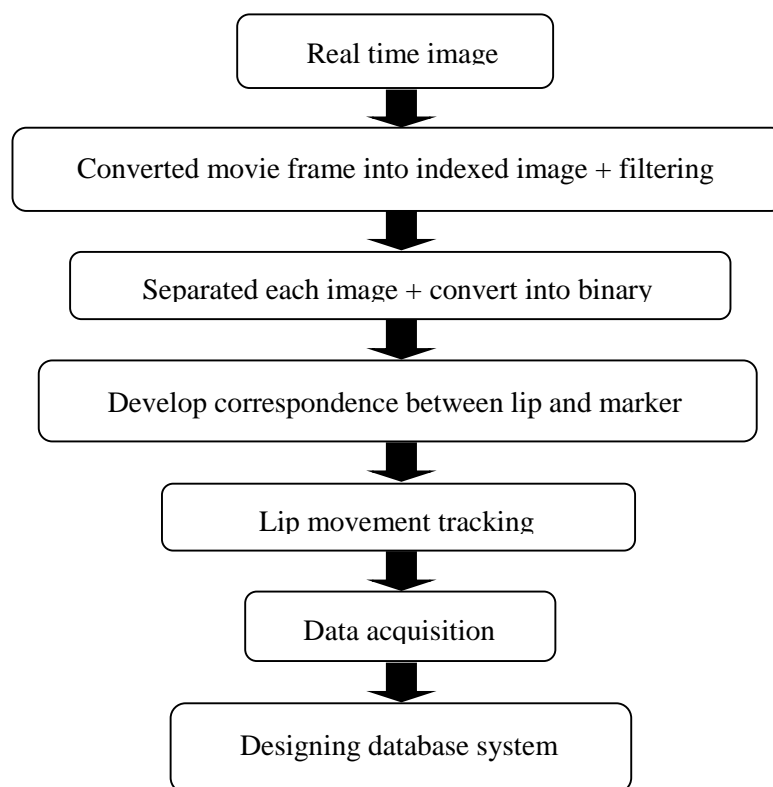 Real time image
Converted movie frame into indexed image + filtering
Separated each image + convert into binary
Develop correspondence between lip and marker
Lip movement tracking
Data acquisition
Designing database system